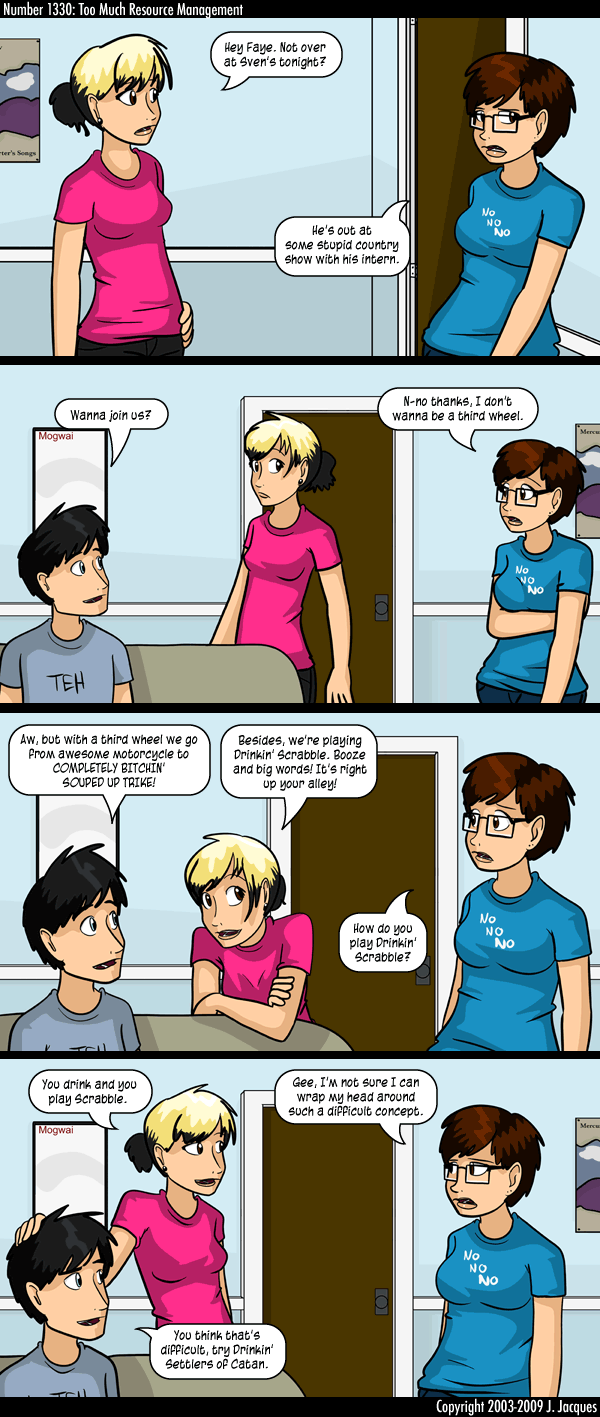 Number 1330: Too Much Resource Management
Hey Faye. Not over
at Sven's tonight?
rter's Songs
He's out at
some stupid country
show with his intern.
No
No
No
Wanna join us?
N-no thanks, I don't
wanna be a third wheel.
Mogwai
Mercu
No
No
No
TEH
Aw, but with a third wheel we go
from awesome motorcycle to
COMPLETELY BITCHIN'
SOUPED UP TRIKE!
Besides, we're playing
Drinkin' Scrabble. Booze
and big words! It's right
up your alley!
How do you
play Drinkin'
Scrabble?
No
No
No
TEH
You drink and you
play Scrabble.
Gee, I'm not sure I can
wrap my head around
such a difficult concept.
Mogwai
Mercu
No
No
No
You think that's
difficult, try Drinkin'
Settlers of Catan.
TEH
Copyright 2003-2009 J. Jacques